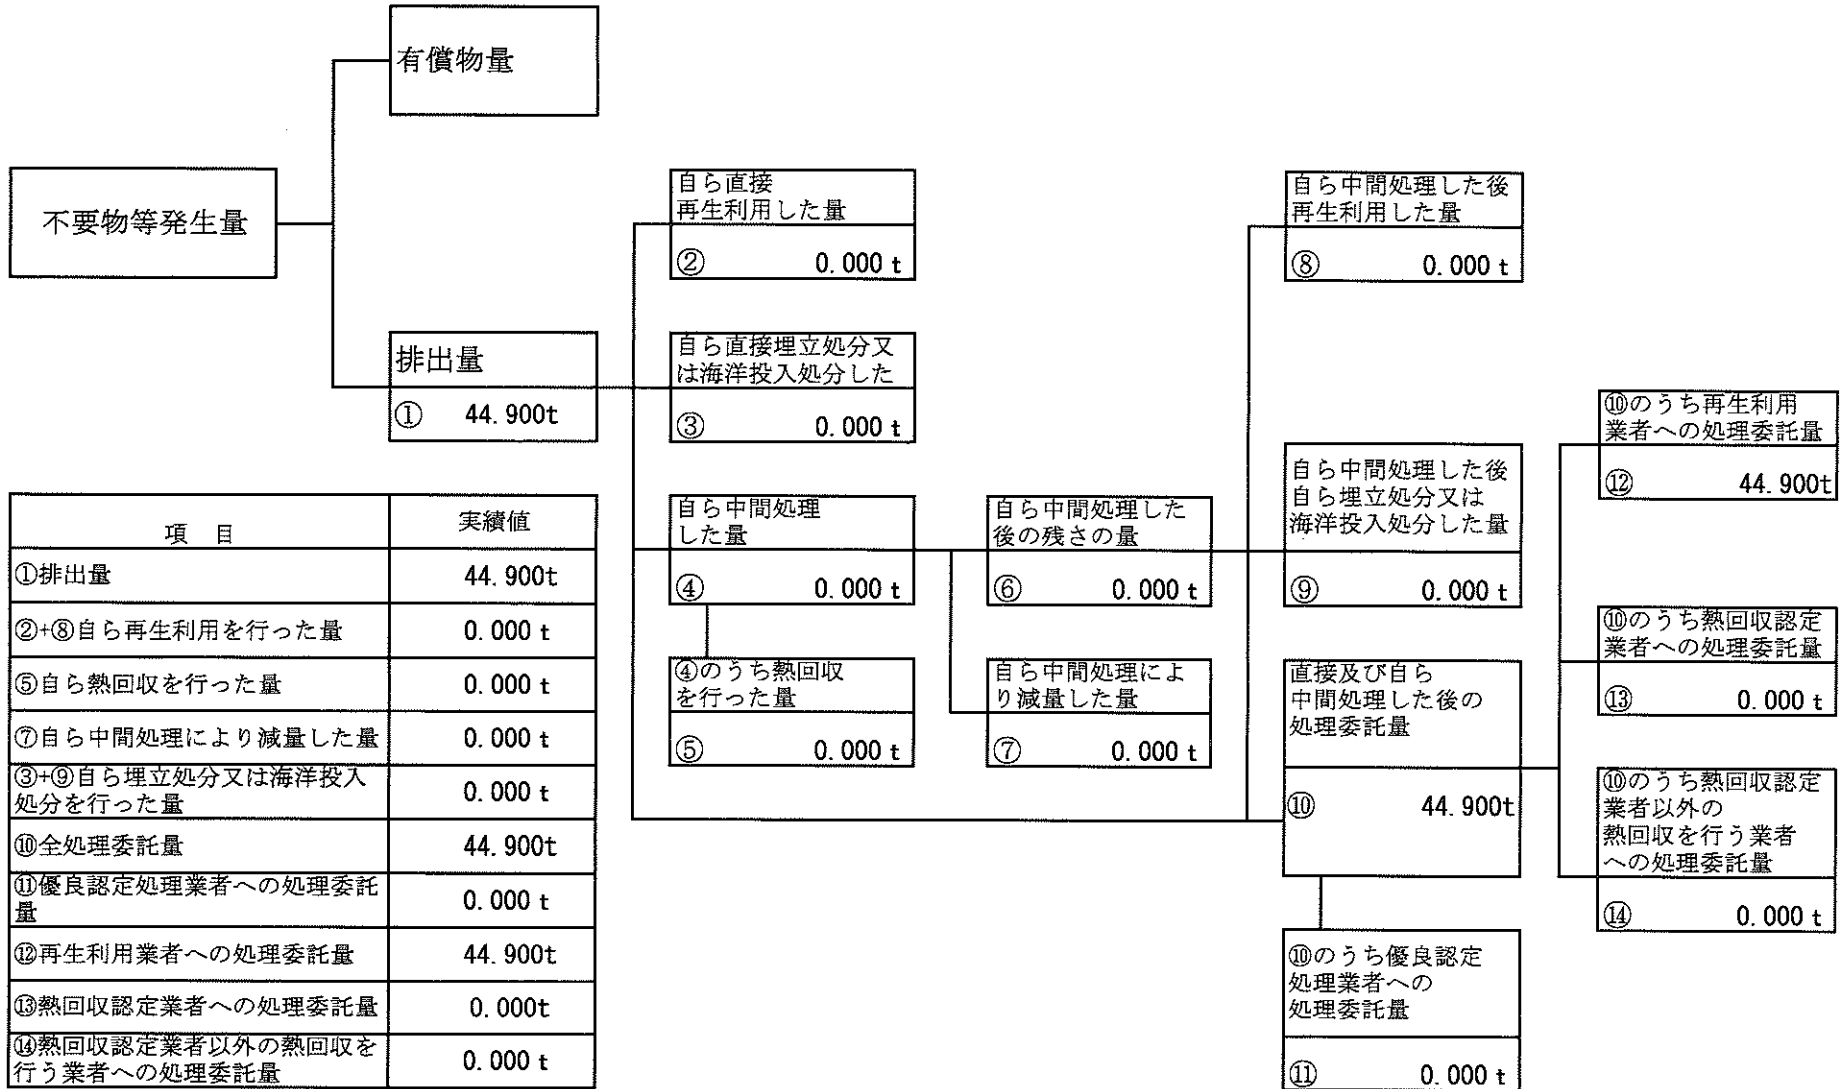 有償物量
不要物等発生量
排出量
① 44.900t
自ら直接
再生利用した量
② 0.000 t
自ら直接埋立処分又
は海洋投入処分した
③ 0.000 t
自ら中間処理
した量
④ 0.000 t
④のうち熱回収
を行った量
⑤ 0.000 t
自ら中間処理した
後の残さの量
⑥ 0.000 t
自ら中間処理によ
り減量した量
⑦ 0.000 t
自ら中間処理した後
再生利用した量
⑧ 0.000 t
自ら中間処理した後
自ら埋立処分又は
海洋投入処分した量
⑨ 0.000 t
直接及び自ら
中間処理した後の
処理委託量
⑩ 44.900t
⑩のうち優良認定
処理業者への
処理委託量
⑪ 0.000 t
⑩のうち再生利用
業者への処理委託量
⑫ 44.900t
⑩のうち熱回収認定
業者への処理委託量
⑬ 0.000 t
⑩のうち熱回収認定
業者以外の
熱回収を行う業者
への処理委託量
⑭ 0.000 t
項 目 実績値
①排出量 44.900t
②+⑧自ら再生利用を行った量 0.000 t
⑤自ら熱回収を行った量 0.000 t
⑦自ら中間処理により減量した量 0.000 t
③+⑨自ら埋立処分又は海洋投入
処分を行った量 0.000 t
⑩全処理委託量 44.900t
⑪優良認定処理業者への処理委託
量 0.000 t
⑫再生利用業者への処理委託量 44.900t
⑬熱回収認定業者への処理委託量 0.000t
⑭熱回収認定業者以外の熱回収を
行う業者への処理委託量 0.000 t